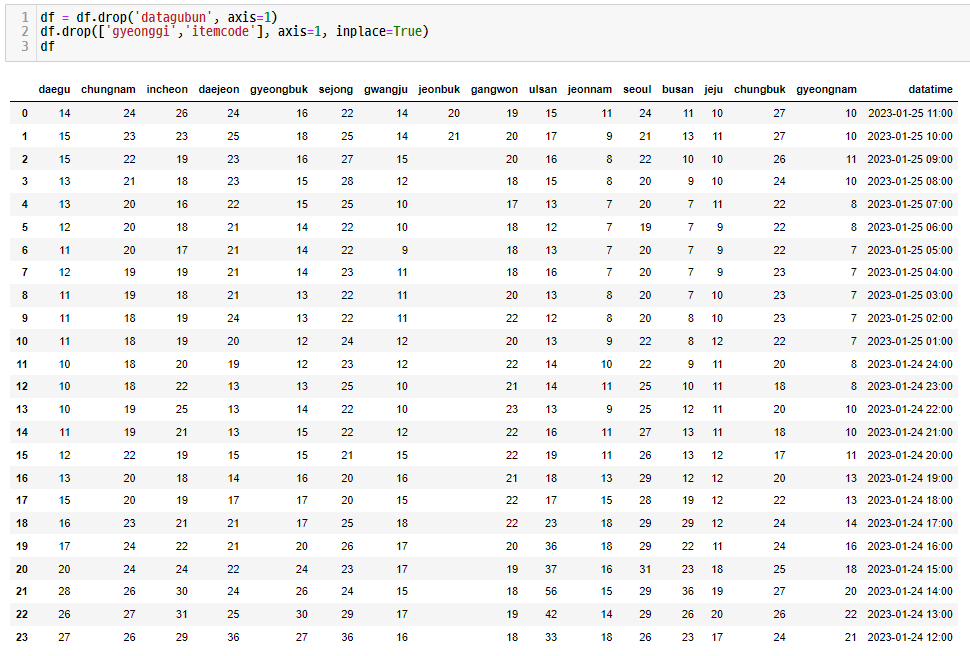 1 df = df.drop('datagubun', axis=1)
2 df.drop(['gyeonggi','itemcode'], axis=1, inplace=True)
3 df
daegu chungnam incheon daejeon gyeongbuk sejong gwangju jeonbuk gangwon ulsan jeonnam seoul busan jeju chungbuk gyeongnam datatime
0 14 24 26 24 16 22 14 20 19 15 11 24 11 10 27 10 2023-01-25 11:00
1 15 23 23 25 18 25 14 21 20 17 9 21 13 11 27 10 2023-01-25 10:00
2 15 22 19 23 16 27 15 20 16 8 22 10 10 26 11 2023-01-25 09:00
3 13 21 18 23 15 28 12 18 15 8 20 9 10 24 10 2023-01-25 08:00
4 13 20 16 22 15 25 10 17 13 7 20 7 11 22 8 2023-01-25 07:00
5 12 20 18 21 14 22 10 18 12 7 19 7 9 22 8 2023-01-25 06:00
6 11 20 17 21 14 22 9 18 13 7 20 7 9 22 7 2023-01-25 05:00
7 12 19 19 21 14 23 11 18 16 7 20 7 9 23 7 2023-01-25 04:00
8 11 19 18 21 13 22 11 20 13 8 20 7 10 23 7 2023-01-25 03:00
9 11 18 19 24 13 22 11 22 12 8 20 8 10 23 7 2023-01-25 02:00
10 11 18 19 20 12 24 12 20 13 9 22 8 12 22 7 2023-01-25 01:00
11 10 18 20 19 12 23 12 22 14 10 22 9 11 20 8 2023-01-24 24:00
12 10 18 22 13 13 25 10 21 14 11 25 10 11 18 8 2023-01-24 23:00
13 10 19 25 13 14 22 10 23 13 9 25 12 11 20 10 2023-01-24 22:00
14 11 19 21 13 15 22 12 22 16 11 27 13 11 18 10 2023-01-24 21:00
15 12 22 19 15 15 21 15 22 19 11 26 13 12 17 11 2023-01-24 20:00
16 13 20 18 14 16 20 16 21 18 13 29 12 12 20 13 2023-01-24 19:00
17 15 20 19 17 17 20 15 22 17 15 28 19 12 22 13 2023-01-24 18:00
18 16 23 21 21 17 25 18 22 23 18 29 29 12 24 14 2023-01-24 17:00
19 17 24 22 21 20 26 17 20 36 18 29 22 11 24 16 2023-01-24 16:00
20 20 24 24 22 24 23 17 19 37 16 31 23 18 25 18 2023-01-24 15:00
21 28 26 30 24 26 24 15 18 56 15 29 36 19 27 20 2023-01-24 14:00
22 26 27 31 25 30 29 17 19 42 14 29 26 20 26 22 2023-01-24 13:00
23 27 26 29 36 27 36 16 18 33 18 26 23 17 24 21 2023-01-24 12:00